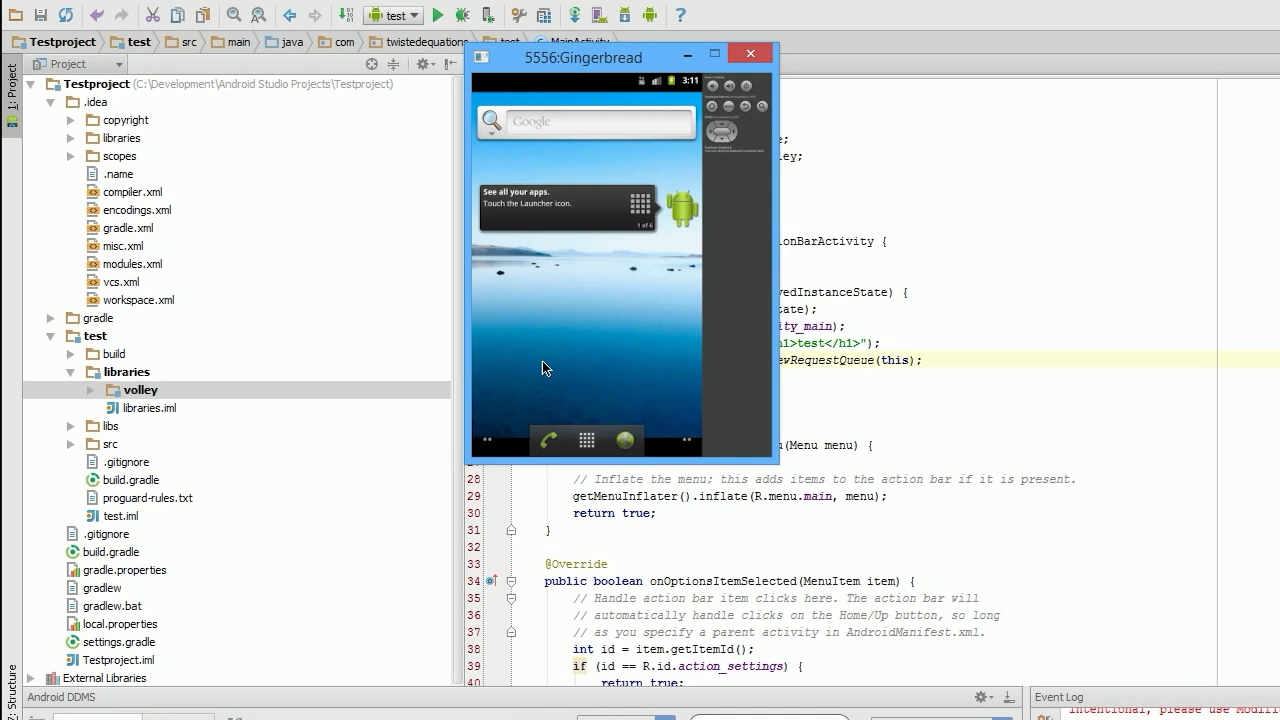 test
Testproject
test
src
main
java
com
twistedequations
test
MainActivity
1: Project
Project
Testproject (C:\Development\Android Studio Projects\Testproject)
.idea
copyright
libraries
scopes
.name
compiler.xml
encodings.xml
gradle.xml
misc.xml
modules.xml
vcs.xml
workspace.xml
gradle
test
build
libraries
volley
libraries.iml
libs
src
.gitignore
build.gradle
proguard-rules.txt
test.iml
.gitignore
build.gradle
gradle.properties
gradlew
gradlew.bat
local.properties
settings.gradle
Testproject.iml
External Libraries
Z: Structure
5556:Gingerbread
3:11
Google
See all your apps.
Touch the Launcher icon.
1 of 6
onBarActivity {
vedInstanceState) {
tate);
ity_main);
h1>test</h1>");
ewRequestQueue(this);
(Menu menu) {
28 // Inflate the menu; this adds items to the action bar if it is present.
29 getMenuInflater().inflate(R.menu.main, menu);
30 return true;
31 }
32
33 @Override
34 public boolean onOptionsItemSelected(MenuItem item) {
35 // Handle action bar item clicks here. The action bar will
36 // automatically handle clicks on the Home/Up button, so long
37 // as you specify a parent activity in AndroidManifest.xml.
38 int id = item.getItemId();
39 if (id == R.id.action_settings) {
40 return true;
Android DDMS
Event Log
intentional, please use Modifi